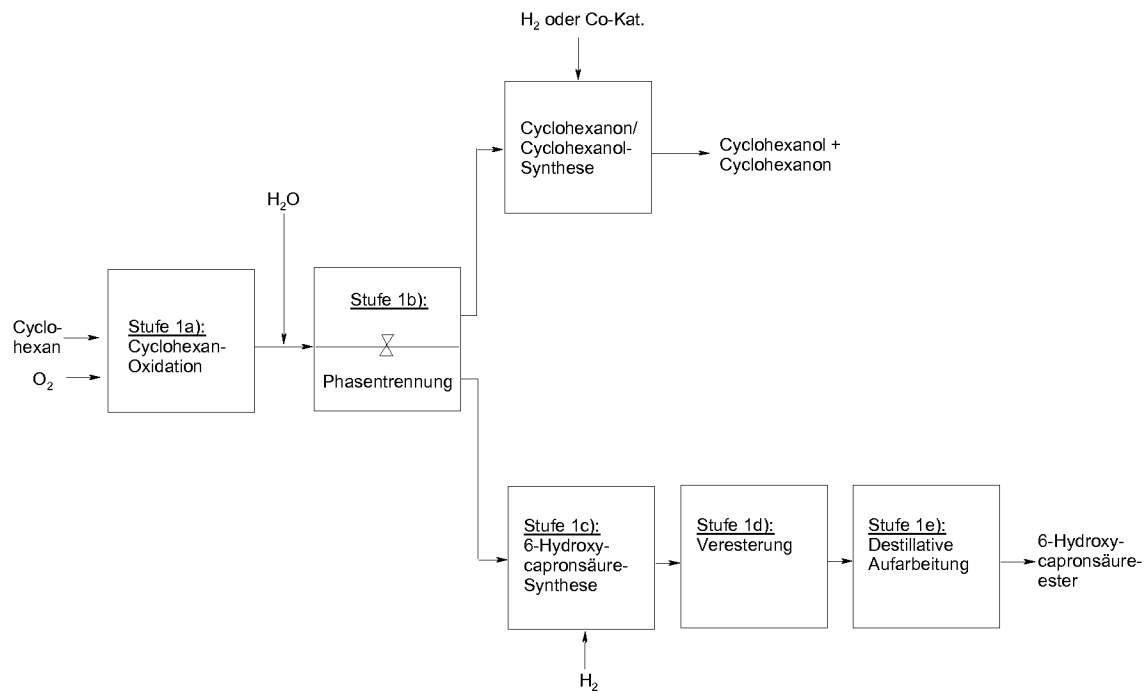 H₂ oder Co-Kat.
Cyclohexanon/
Cyclohexanol-
Synthese
Cyclohexanol +
Cyclohexanon
H₂O
Cyclo-
hexan
O₂
Stufe 1a):
Cyclohexan-
Oxidation
Stufe 1b):
Phasentrennung
Stufe 1c):
6-Hydroxy-
capronsäure-
Synthese
H₂
Stufe 1d):
Veresterung
Stufe 1e):
Destillative
Aufarbeitung
6-Hydroxy-
capronsäure-
ester